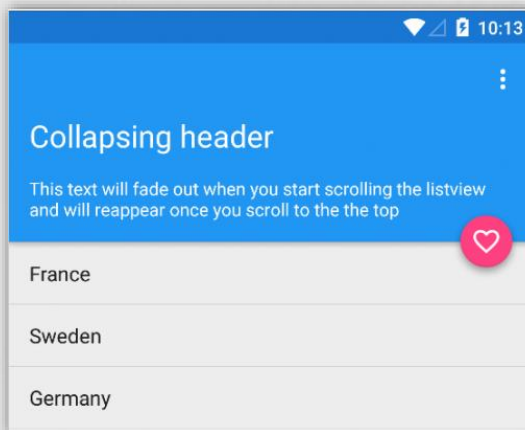 10:13
Collapsing header
This text will fade out when you start scrolling the listview
and will reappear once you scroll to the the top
France
Sweden
Germany